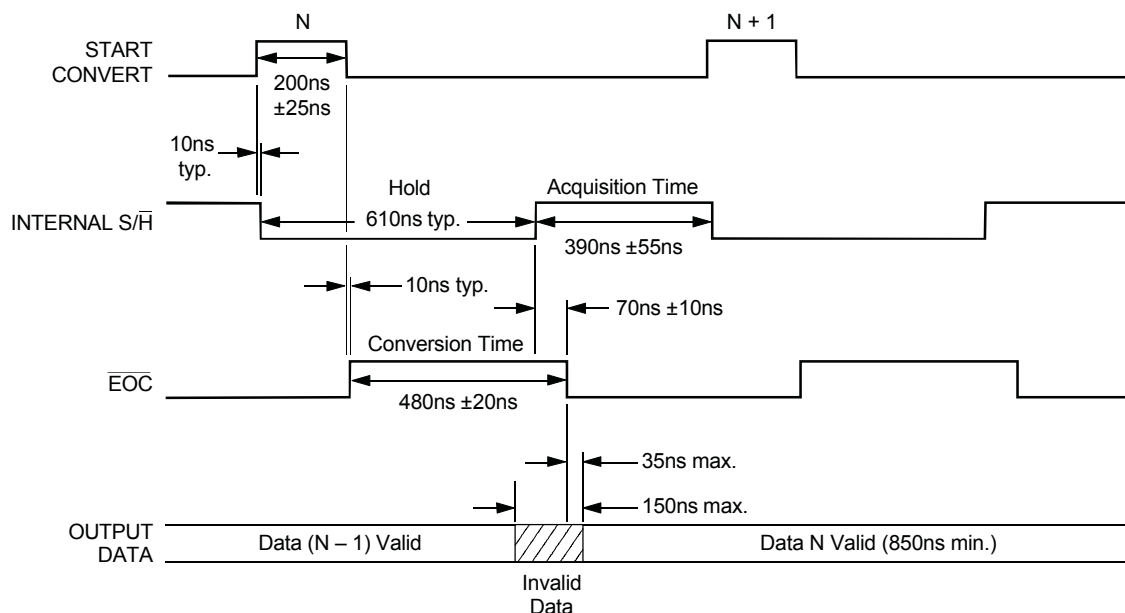 N
N + 1
START
CONVERT
200ns
±25ns
10ns
typ.
Hold
Acquisition Time
INTERNAL S/H̅
610ns typ.
390ns ±55ns
10ns typ.
70ns ±10ns
Conversion Time
E̅O̅C̅
480ns ±20ns
35ns max.
150ns max.
OUTPUT
DATA
Data (N – 1) Valid
Data N Valid (850ns min.)
Invalid
Data